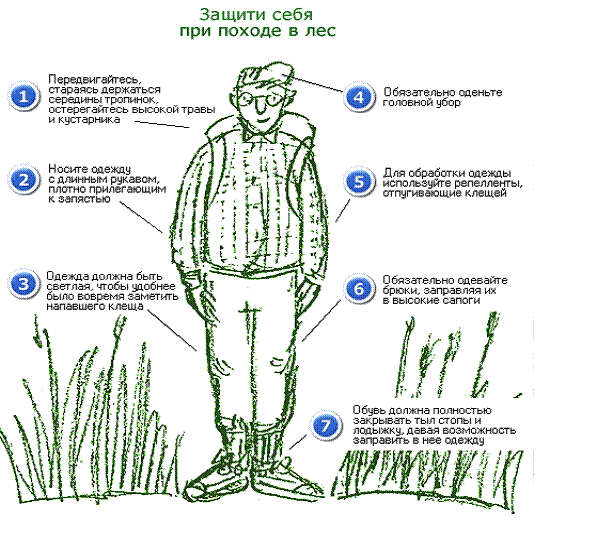 Защити себя
при походе в лес
1
Передвигайтесь,
стараясь держаться
середины тропинок,
остерегайтесь высокой травы
и кустарника
2
Носите одежду
с длинным рукавом,
плотно прилегающим
к запястью
3
Одежда должна быть
светлая, чтобы удобнее
было вовремя заметить
напавшего клеща
4
Обязательно оденьте
головной убор
5
Для обработки одежды
используйте репелленты,
отпугивающие клещей
6
Обязательно одевайте
брюки, заправляя их
в высокие сапоги
7
Обувь должна полностью
закрывать тыл стопы и
лодыжку, давая возможность
заправить в нее одежду